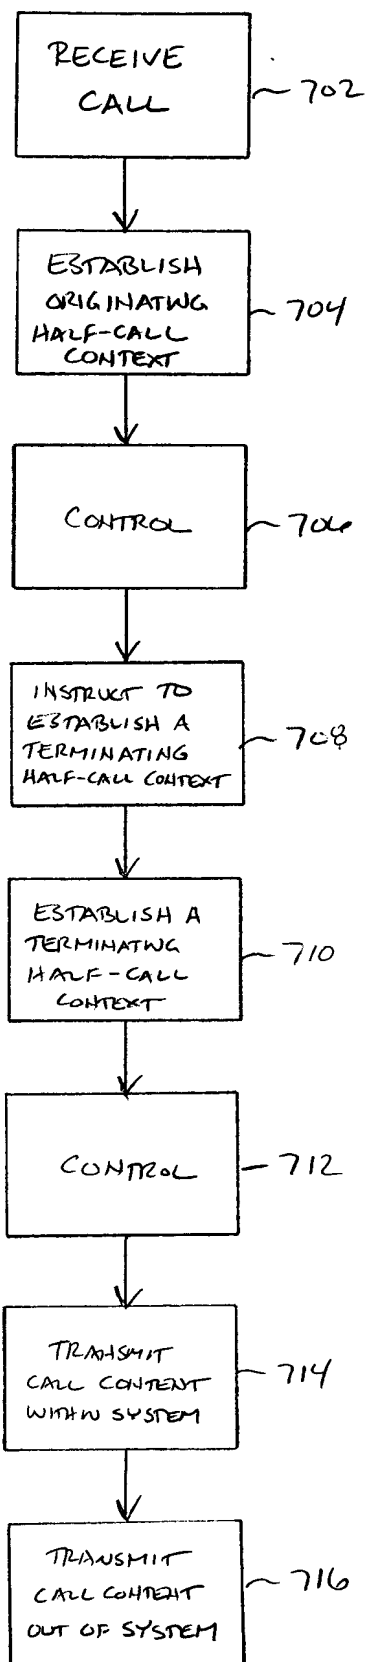 RECEIVE
CALL
702
ESTABLISH
ORIGINATING
HALF-CALL
CONTEXT
704
CONTROL
706
INSTRUCT TO
ESTABLISH A
TERMINATING
HALF-CALL CONTEXT
708
ESTABLISH A
TERMINATING
HALF-CALL
CONTEXT
710
CONTROL
712
TRANSMIT
CALL CONTENT
WITHIN SYSTEM
714
TRANSMIT
CALL CONTENT
OUT OF SYSTEM
716